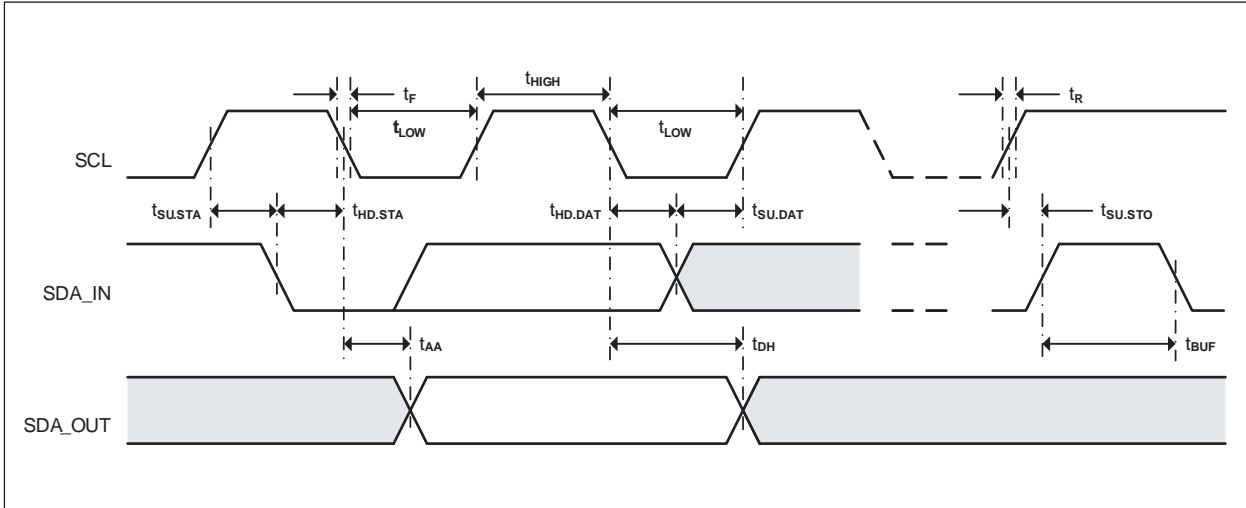 tHIGH
tF
tR
tLOW
tLOW
SCL
tSU.STA
tHD.STA
tHD.DAT
tSU.DAT
tSU.STO
SDA_IN
tAA
tDH
tBUF
SDA_OUT